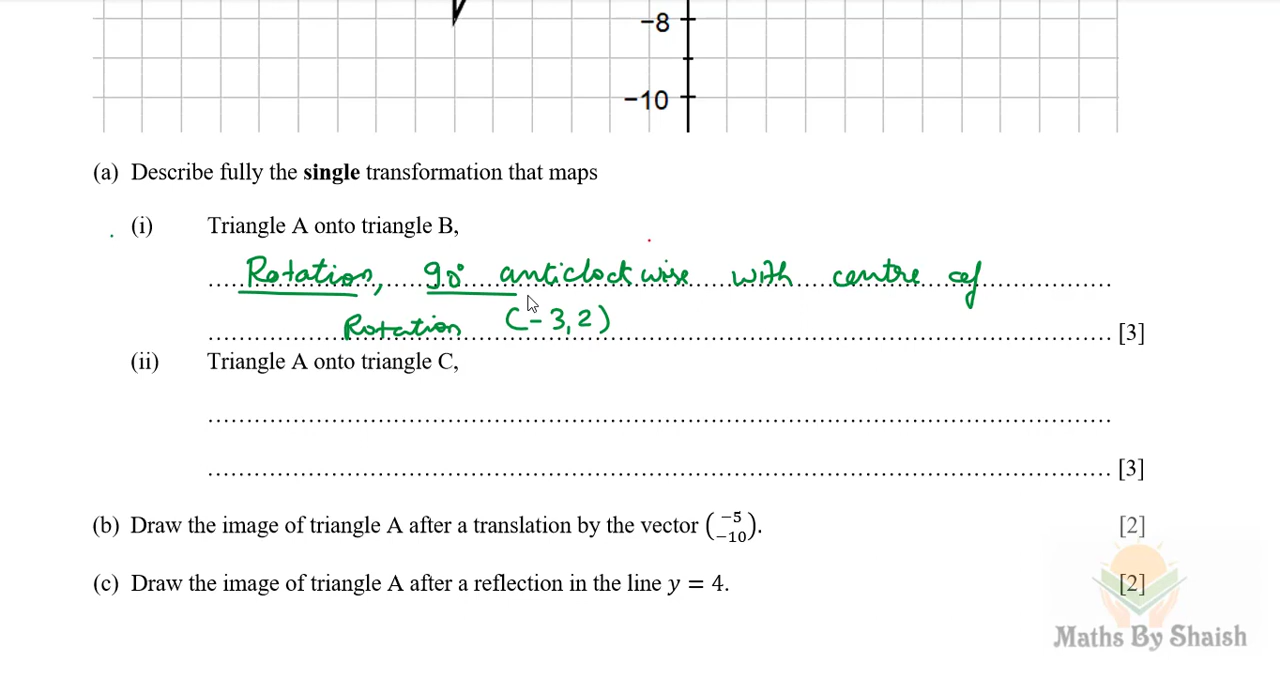 -8
-10
(a) Describe fully the single transformation that maps
(i) Triangle A onto triangle B,
Rotation, 90° anticlockwise with centre of
Rotation (-3,2)
[3]
(ii) Triangle A onto triangle C,
[3]
(b) Draw the image of triangle A after a translation by the vector (−5 −10). [2]
(c) Draw the image of triangle A after a reflection in the line y = 4. [2]
Maths By Shaish